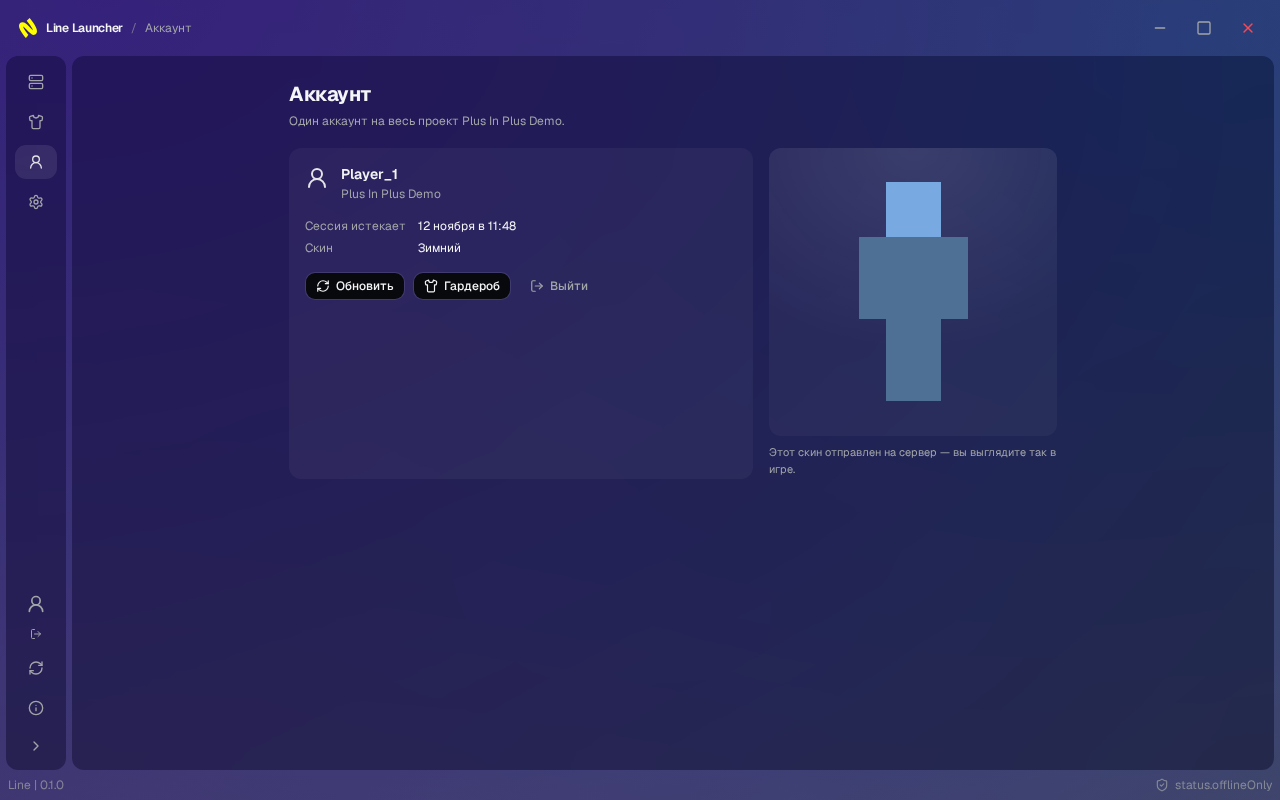 Line Launcher / Аккаунт
Аккаунт
Один аккаунт на весь проект Plus In Plus Demo.
Player_1
Plus In Plus Demo
Сессия истекает 12 ноября в 11:48
Скин Зимний
Обновить Гардероб Выйти
Этот скин отправлен на сервер — вы выглядите так в
игре.
Line | 0.1.0
status.offlineOnly